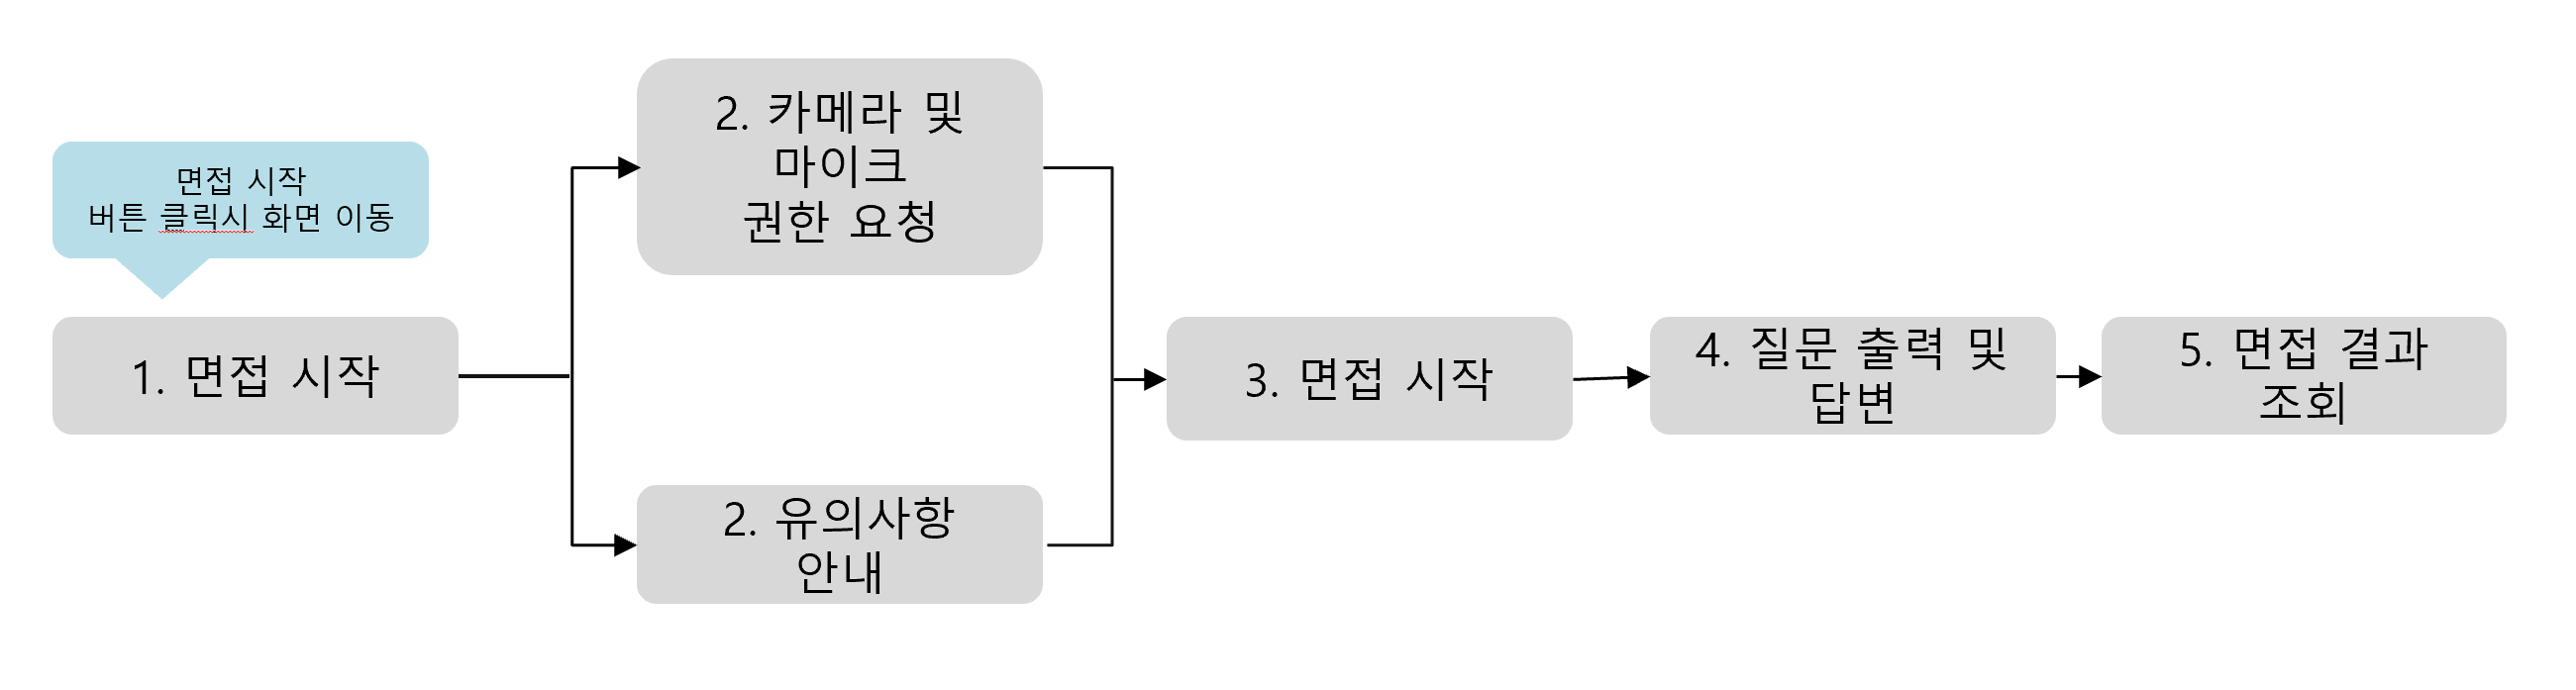 면접 시작
버튼 클릭시 화면 이동
1. 면접 시작
2. 카메라 및
마이크
권한 요청
2. 유의사항
안내
3. 면접 시작
4. 질문 출력 및
답변
5. 면접 결과
조회